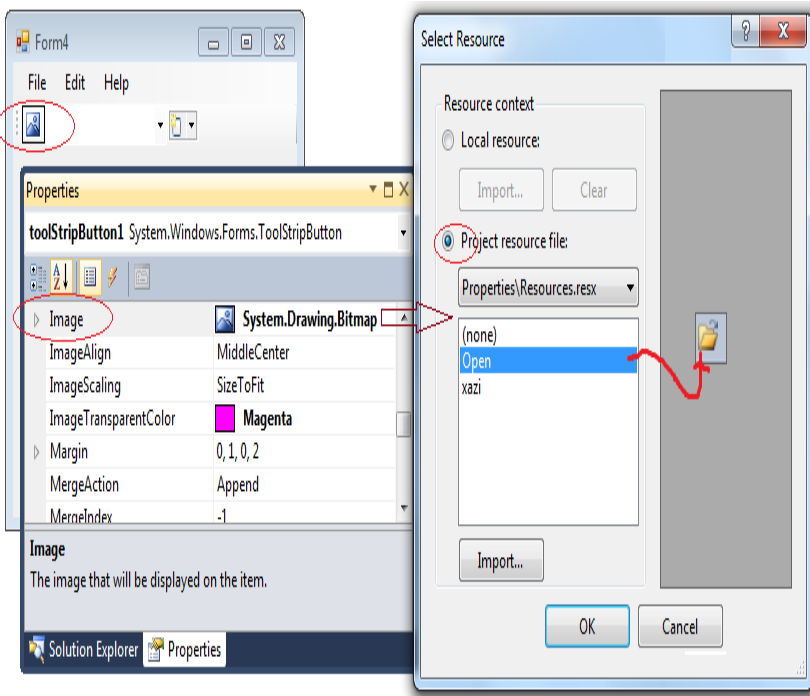 Form4
File Edit Help
Properties
toolStripButton1 System.Windows.Forms.ToolStripButton
Image System.Drawing.Bitmap
ImageAlign MiddleCenter
ImageScaling SizeToFit
ImageTransparentColor Magenta
Margin 0, 1, 0, 2
MergeAction Append
MergeIndex -1
Image
The image that will be displayed on the item.
Solution Explorer Properties
Select Resource
Resource context
Local resource:
Import... Clear
Project resource file:
Properties\Resources.resx
(none)
Open
xazi
Import...
OK Cancel